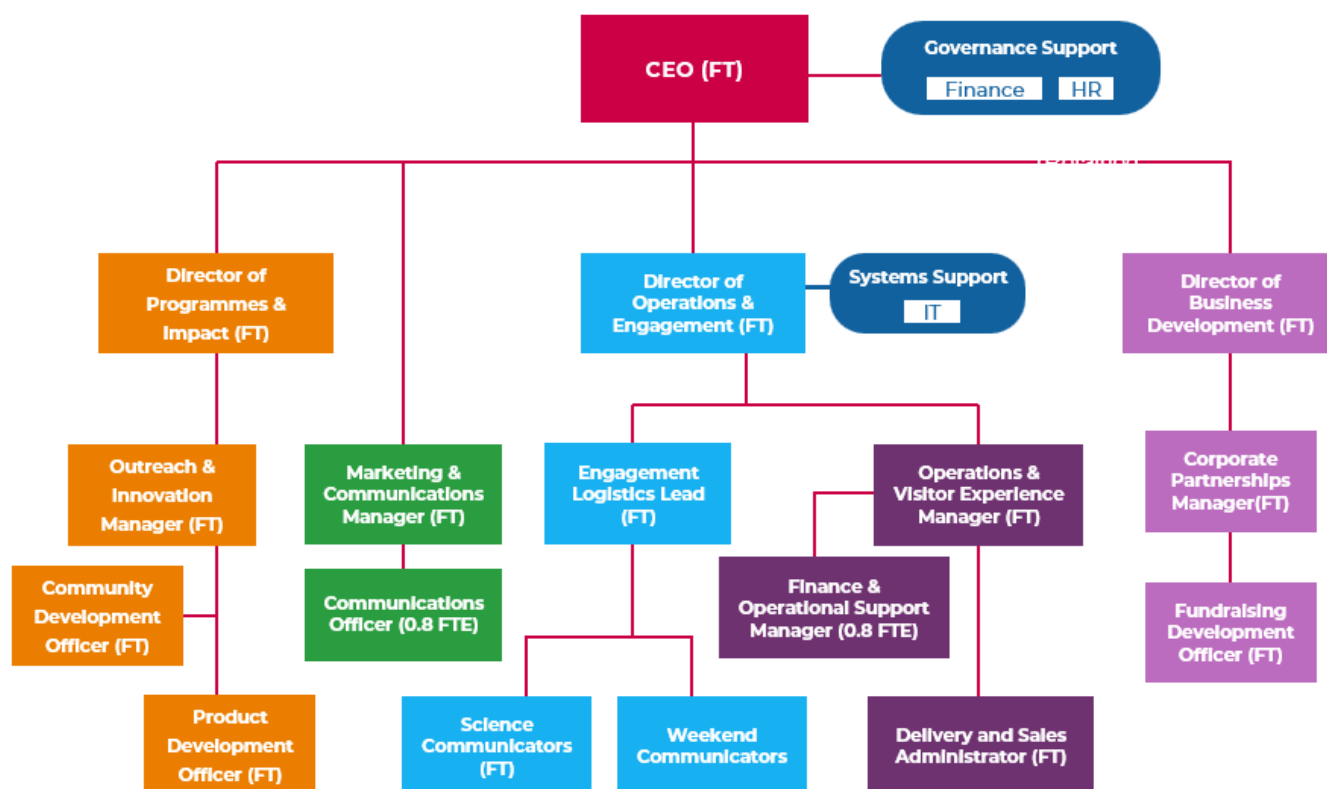 CEO (FT)
Governance Support
Finance HR
Director of
Programmes &
Impact (FT)
Director of
Operations &
Engagement (FT)
Systems Support
IT
Director of
Business
Development (FT)
Outreach &
Innovation
Manager (FT)
Marketing &
Communications
Manager (FT)
Engagement
Logistics Lead
(FT)
Operations &
Visitor Experience
Manager (FT)
Corporate
Partnerships
Manager(FT)
Community
Development
Officer (FT)
Communications
Officer (0.8 FTE)
Finance &
Operational Support
Manager (0.8 FTE)
Fundraising
Development
Officer (FT)
Product
Development
Officer (FT)
Science
Communicators
(FT)
Weekend
Communicators
Delivery and Sales
Administrator (FT)